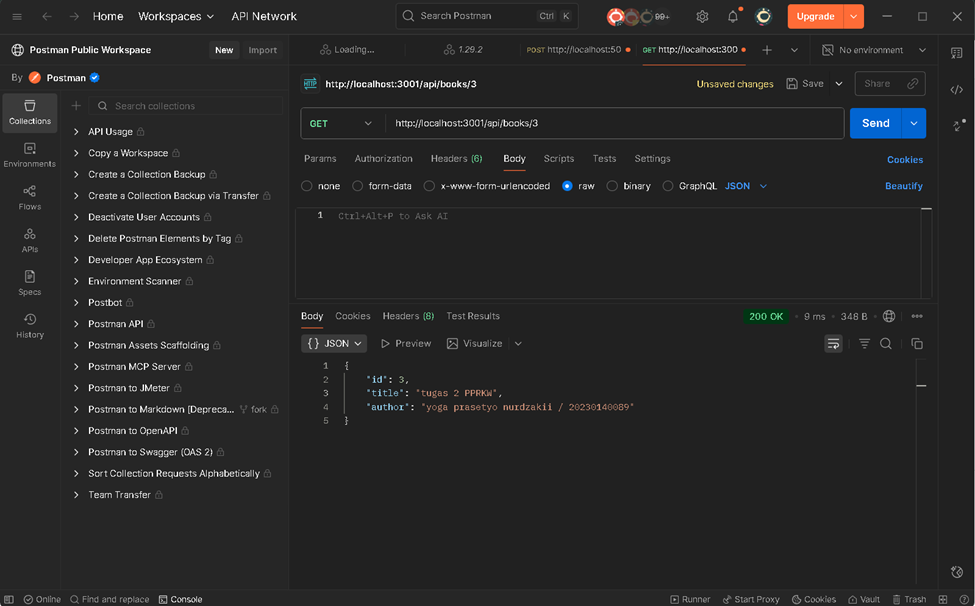 Home Workspaces API Network Search Postman Ctrl K 99+ Upgrade
Postman Public Workspace New Import Loading... 1.29.2 POST http://localhost:50 GET http://localhost:300 No environment
By Postman
http://localhost:3001/api/books/3 Unsaved changes Save Share
Collections
Search collections
API Usage
Copy a Workspace
Create a Collection Backup
Create a Collection Backup via Transfer
Deactivate User Accounts
Delete Postman Elements by Tag
Developer App Ecosystem
Environment Scanner
Postbot
Postman API
Postman Assets Scaffolding
Postman MCP Server
Postman to JMeter
Postman to Markdown [Depreca... fork
Postman to OpenAPI
Postman to Swagger (OAS 2)
Sort Collection Requests Alphabetically
Team Transfer
Environments
Flows
APIs
Specs
History
GET http://localhost:3001/api/books/3 Send
Params Authorization Headers (6) Body Scripts Tests Settings Cookies
none form-data x-www-form-urlencoded raw binary GraphQL JSON Beautify
1 Ctrl+Alt+P to Ask AI
Body Cookies Headers (8) Test Results 200 OK 9 ms 348 B
{} JSON Preview Visualize
1 {
2 "id": 3,
3 "title": "tugas 2 PPRKW",
4 "author": "yoga prasetyo nurdzakii / 20230140089"
5 }
Online Find and replace Console Runner Start Proxy Cookies Vault Trash